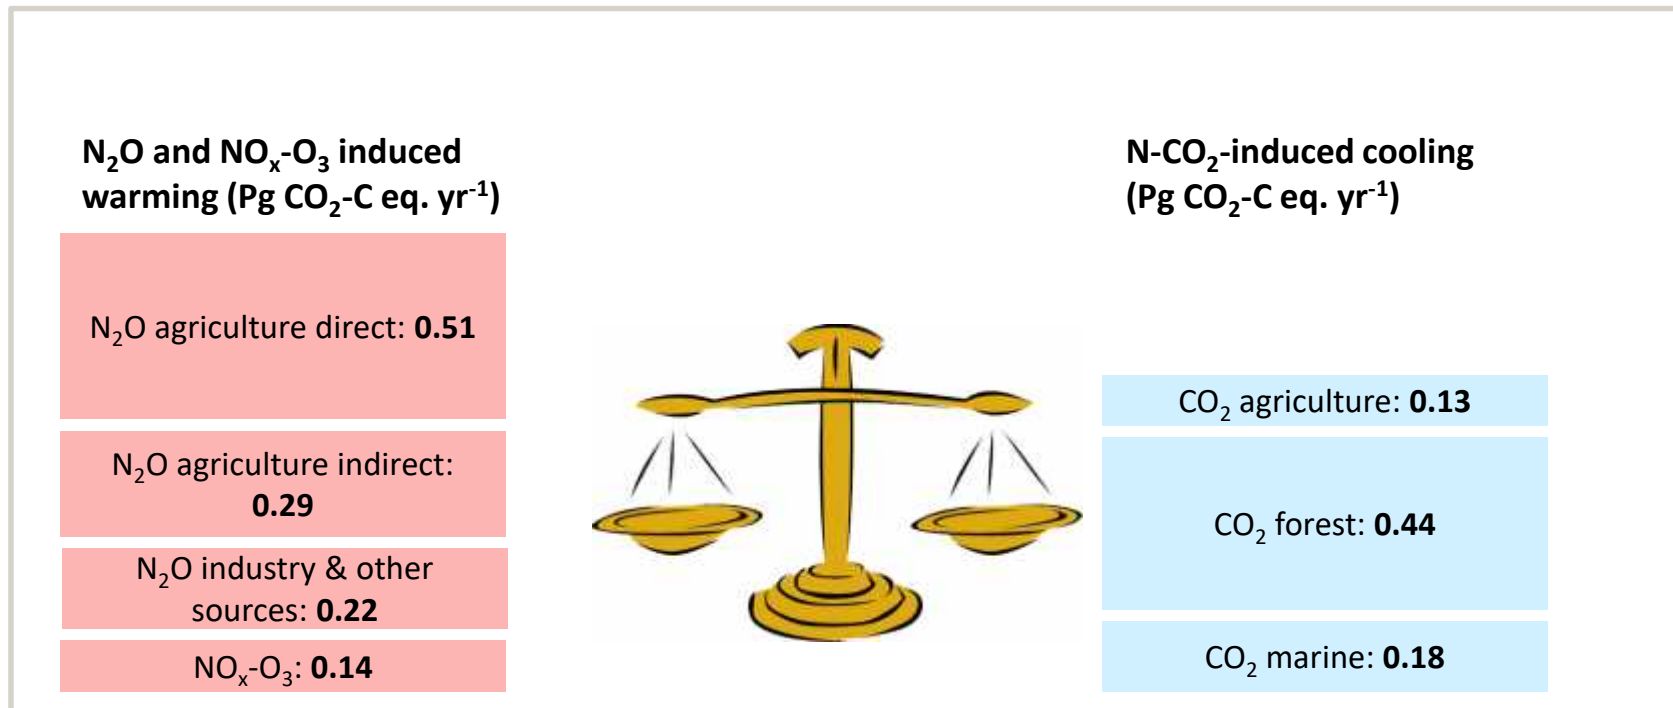 N₂O and NOₓ-O₃ induced
warming (Pg CO₂-C eq. yr⁻¹)
N₂O agriculture direct: 0.51
N₂O agriculture indirect:
0.29
N₂O industry & other
sources: 0.22
NOₓ-O₃: 0.14
N-CO₂-induced cooling
(Pg CO₂-C eq. yr⁻¹)
CO₂ agriculture: 0.13
CO₂ forest: 0.44
CO₂ marine: 0.18